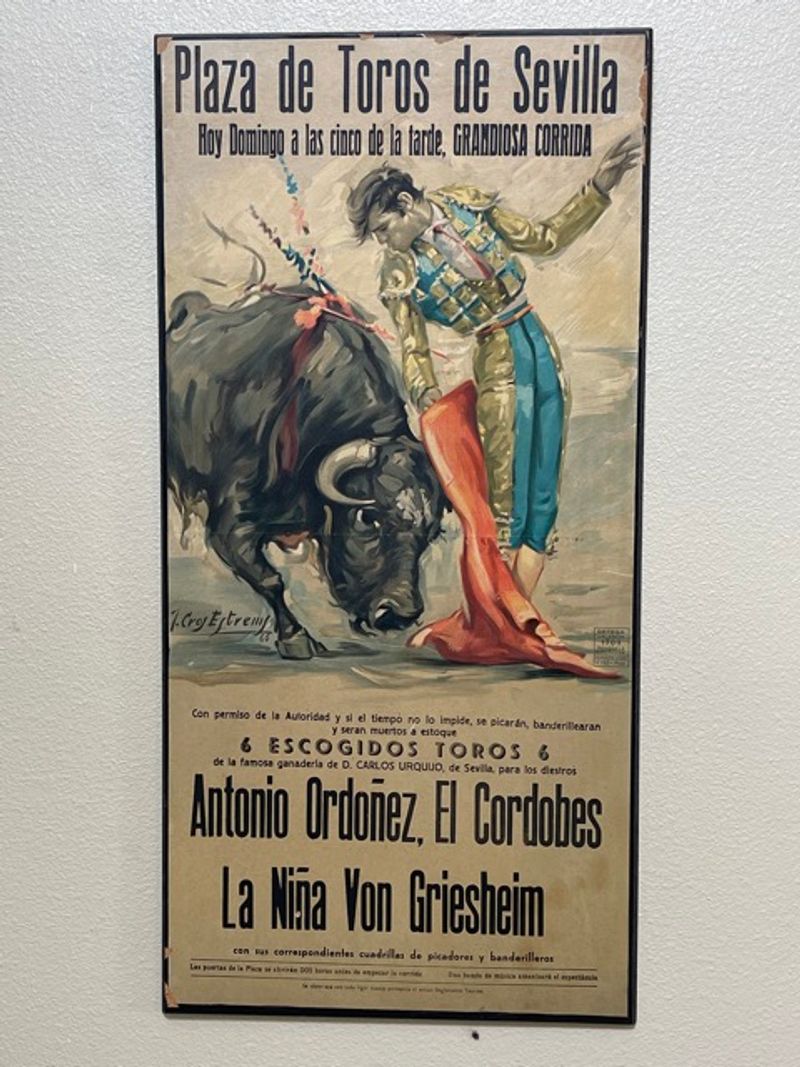 Plaza de Toros de Sevilla
Hoy Domingo a las cinco de la tarde, GRANDIOSA CORRIDA
J. Cros Estrems
66
ORTEGA
Con permiso de la Autoridad y si el tiempo no lo impide, se picarán, banderillearan
y seran muertos a estoque
6 ESCOGIDOS TOROS 6
de la famosa ganadería de D. CARLOS URQUIJO, de Sevilla, para los diestros
Antonio Ordoñez, El Cordobes
La Niña Von Griesheim
con sus correspondientes cuadrillas de picadores y banderilleros
Las puertas de la Plaza se abrirán DOS horas antes de empezar la corrida Una banda de música amenizará el espectáculo